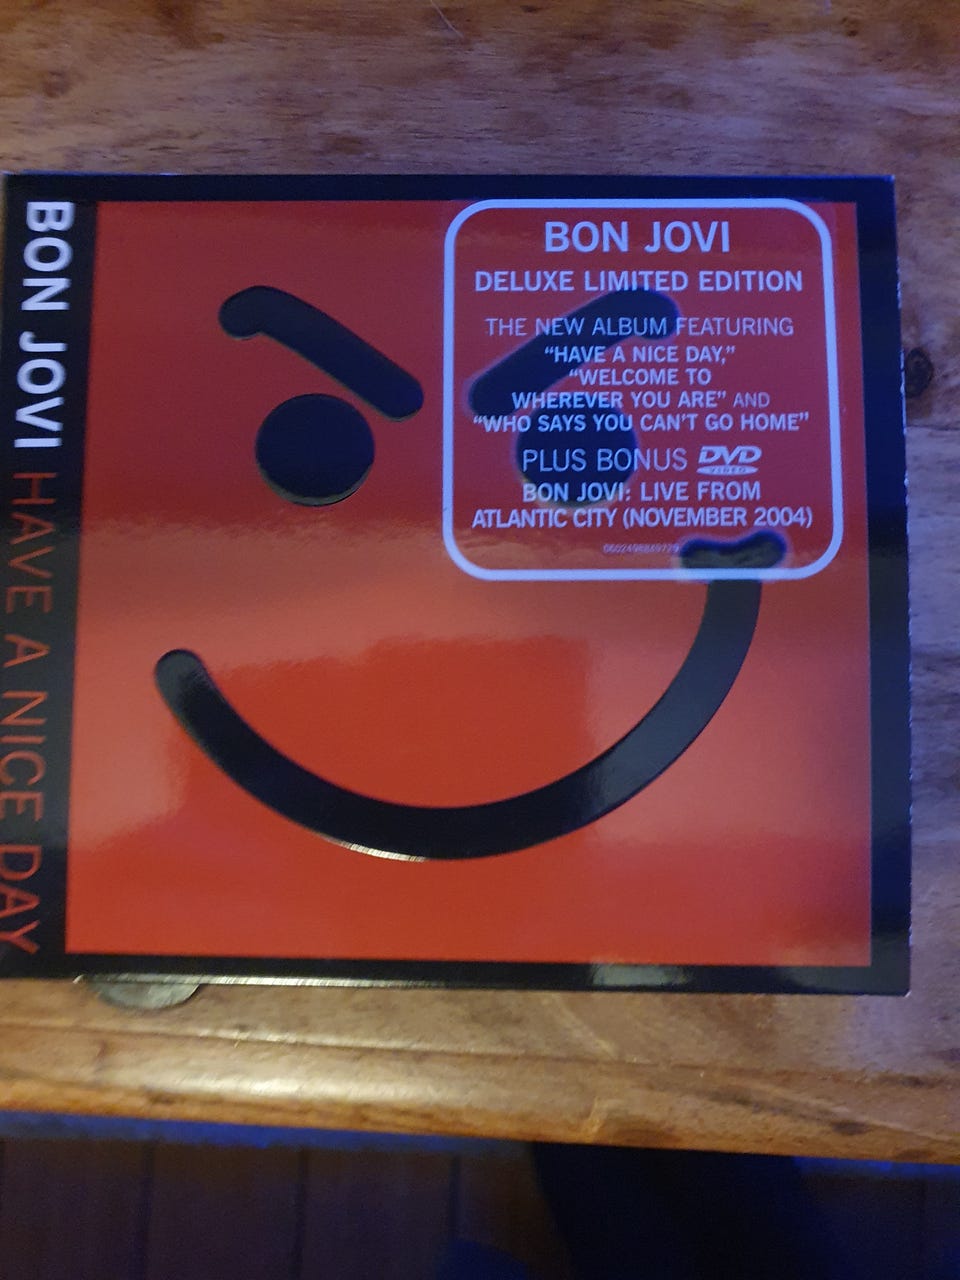 BON JOVI HAVE A NICE DAY
BON JOVI
DELUXE LIMITED EDITION
THE NEW ALBUM FEATURING
“HAVE A NICE DAY,”
“WELCOME TO
WHEREVER YOU ARE” AND
“WHO SAYS YOU CAN’T GO HOME”
PLUS BONUS DVD
VIDEO
BON JOVI: LIVE FROM
ATLANTIC CITY (NOVEMBER 2004)